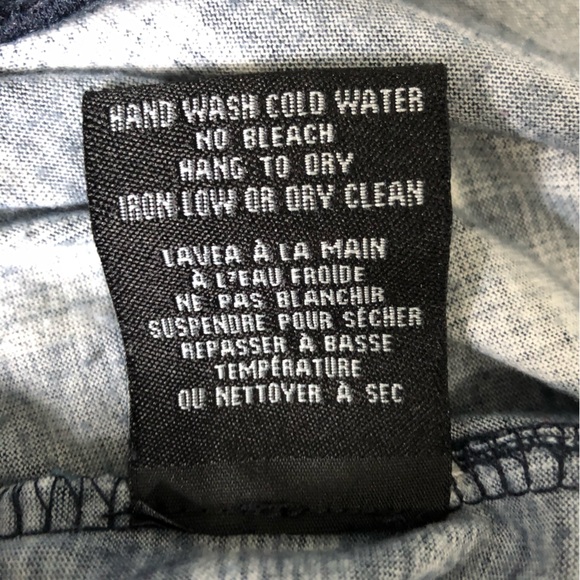 HAND WASH COLD WATER
NO BLEACH
HANG TO DRY
IRON LOW OR DRY CLEAN
LAVEA À LA MAIN
À L'EAU FROIDE
NE PAS BLANCHIR
SUSPENDRE POUR SÉCHER
REPASSER À BASSE
TEMPÉRATURE
OU NETTOYER À SEC